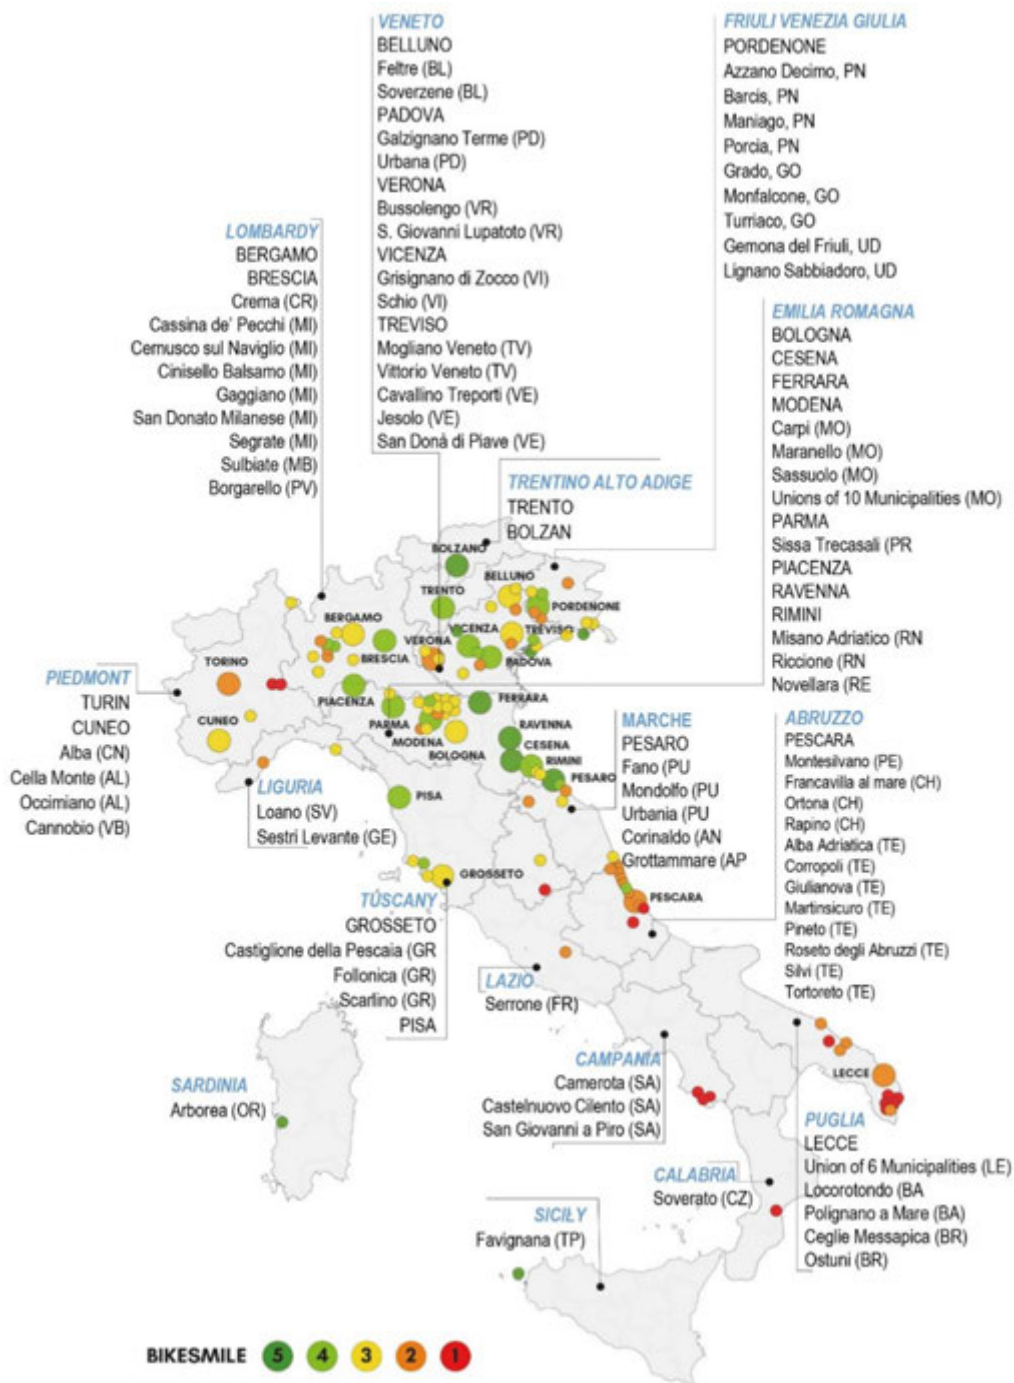 VENETO
BELLUNO
Feltre (BL)
Soverzene (BL)
PADOVA
Galzignano Terme (PD)
Urbana (PD)
VERONA
Bussolengo (VR)
S. Giovanni Lupatoto (VR)
VICENZA
Grisignano di Zocco (VI)
Schio (VI)
TREVISO
Mogliano Veneto (TV)
Vittorio Veneto (TV)
Cavallino Treporti (VE)
Jesolo (VE)
San Donà di Piave (VE)
FRIULI VENEZIA GIULIA
PORDENONE
Azzano Decimo, PN
Barcis, PN
Maniago, PN
Porcia, PN
Grado, GO
Monfalcone, GO
Turriaco, GO
Gemona del Friuli, UD
Lignano Sabbiadoro, UD
LOMBARDY
BERGAMO
BRESCIA
Crema (CR)
Cassina de' Pecchi (MI)
Cernusco sul Naviglio (MI)
Cinisello Balsamo (MI)
Gaggiano (MI)
San Donato Milanese (MI)
Segrate (MI)
Sulbiate (MB)
Borgarello (PV)
EMILIA ROMAGNA
BOLOGNA
CESENA
FERRARA
MODENA
Carpi (MO)
Maranello (MO)
Sassuolo (MO)
Unions of 10 Municipalities (MO)
PARMA
Sissa Trecasali (PR
PIACENZA
RAVENNA
RIMINI
Misano Adriatico (RN
Riccione (RN
Novellara (RE
TRENTINO ALTO ADIGE
TRENTO
BOLZAN
BOLZANO
BELLUNO
TRENTO
PORDENONE
BERGAMO
VICENZA
TREVISO
VERONA
BRESCIA
PADOVA
TORINO
PIACENZA
FERRARA
CUNEO
PARMA
MODENA
BOLOGNA
RAVENNA
CESENA
RIMINI
PESARO
PISA
GROSSETO
PESCARA
LECCE
PIEDMONT
TURIN
CUNEO
Alba (CN)
Cella Monte (AL)
Occimiano (AL)
Cannobio (VB)
LIGURIA
Loano (SV)
Sestri Levante (GE)
MARCHE
PESARO
Fano (PU
Mondolfo (PU
Urbania (PU
Corinaldo (AN
Grottammare (AP
ABRUZZO
PESCARA
Montesilvano (PE)
Francavilla al mare (CH)
Ortona (CH)
Rapino (CH)
Alba Adriatica (TE)
Corropoli (TE)
Giulianova (TE)
Martinsicuro (TE)
Pineto (TE)
Roseto degli Abruzzi (TE)
Silvi (TE)
Tortoreto (TE)
TÚSCANY
GROSSETO
Castiglione della Pescaia (GR
Follonica (GR)
Scarlino (GR)
PISA
LAZIO
Serrone (FR)
CAMPANIA
Camerota (SA)
Castelnuovo Cilento (SA)
San Giovanni a Piro (SA)
SARDINIA
Arborea (OR)
PUGLIA
LECCE
Union of 6 Municipalities (LE)
Locorotondo (BA
Polignano a Mare (BA)
Ceglie Messapica (BR)
Ostuni (BR)
CALABRIA
Soverato (CZ)
SICILY
Favignana (TP)
BIKESMILE 5 4 3 2 1